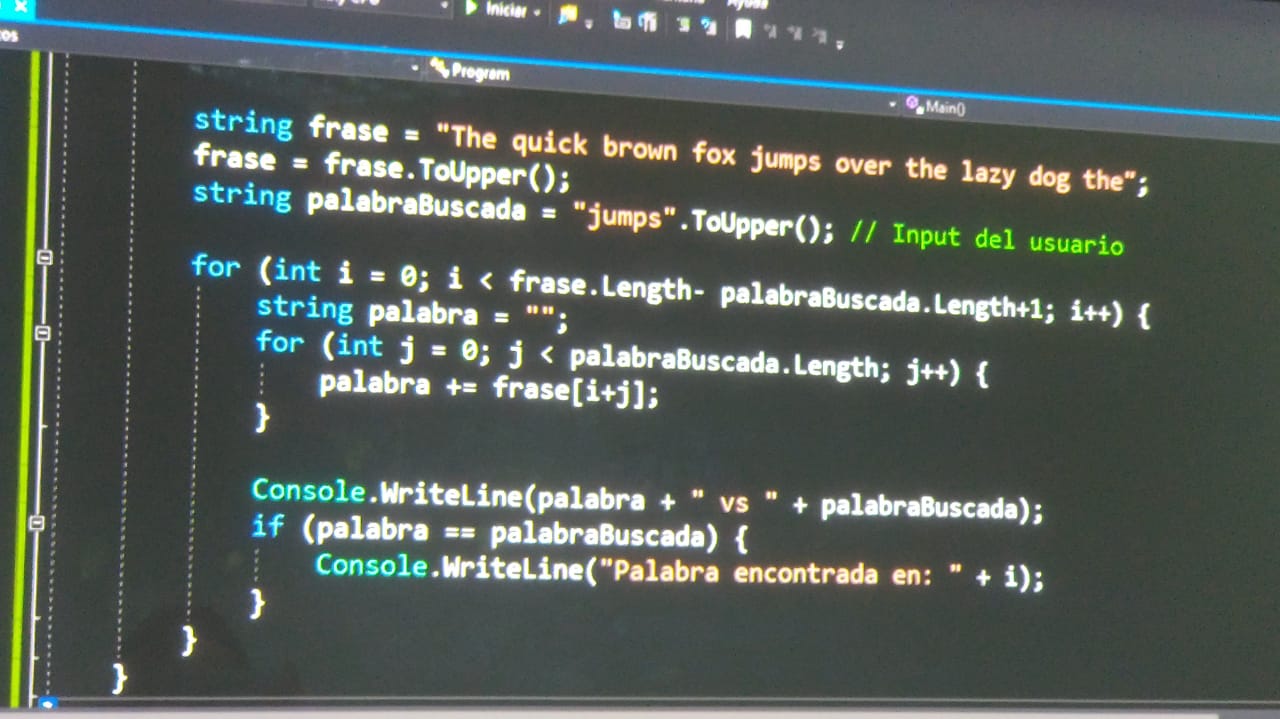 Iniciar
Program
Main()
string frase = "The quick brown fox jumps over the lazy dog the";
frase = frase.ToUpper();
string palabraBuscada = "jumps".ToUpper(); // Input del usuario
for (int i = 0; i < frase.Length- palabraBuscada.Length+1; i++) {
string palabra = "";
for (int j = 0; j < palabraBuscada.Length; j++) {
palabra += frase[i+j];
}
Console.WriteLine(palabra + " vs " + palabraBuscada);
if (palabra == palabraBuscada) {
Console.WriteLine("Palabra encontrada en: " + i);
}
}
}